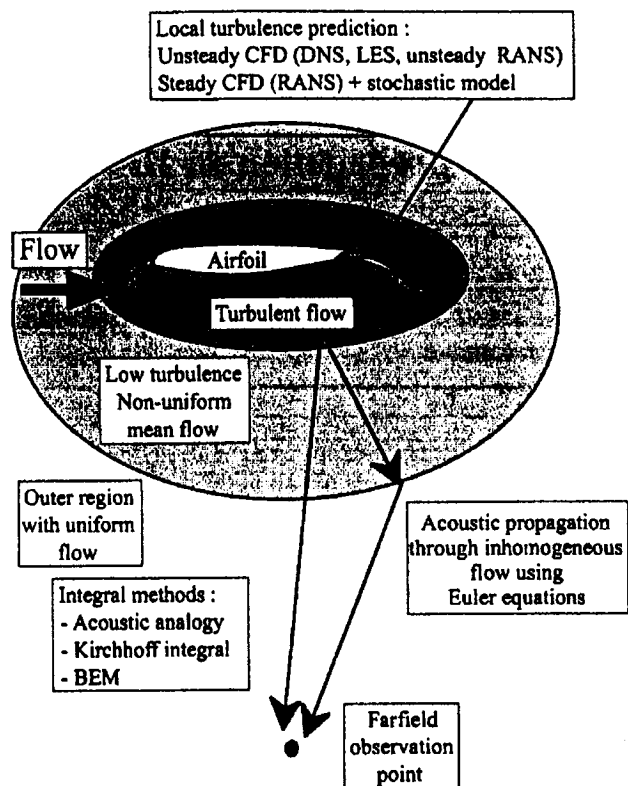 Local turbulence prediction :
Unsteady CFD (DNS, LES, unsteady RANS)
Steady CFD (RANS) + stochastic model
Flow
Airfoil
Turbulent flow
Low turbulence
Non-uniform
mean flow
Outer region
with uniform
flow
Acoustic propagation
through inhomogeneous
flow using
Euler equations
Integral methods :
- Acoustic analogy
- Kirchhoff integral
- BEM
Farfield
observation
point